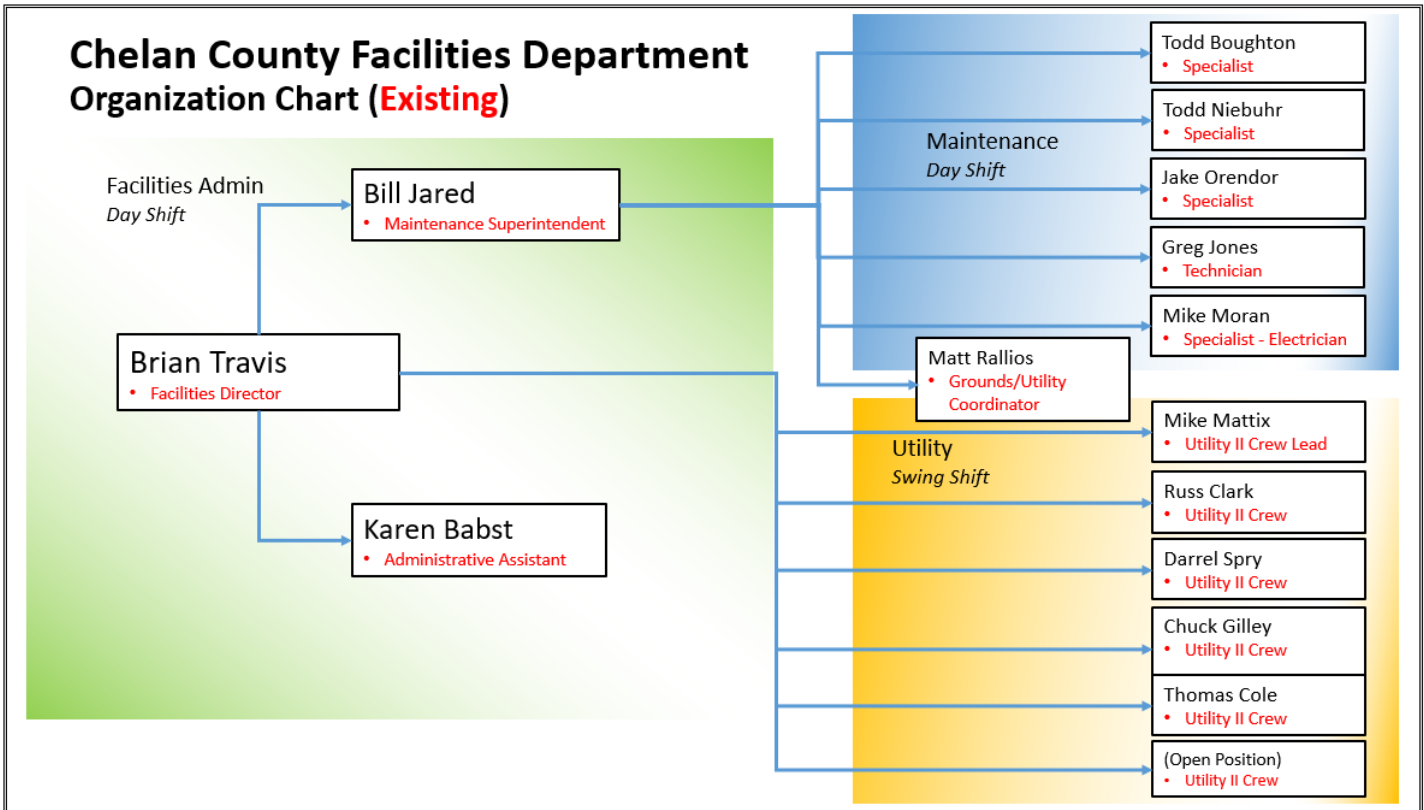 Chelan County Facilities Department
Organization Chart (Existing)
Facilities Admin
Day Shift
Bill Jared
• Maintenance Superintendent
Brian Travis
• Facilities Director
Karen Babst
• Administrative Assistant
Maintenance
Day Shift
Todd Boughton
• Specialist
Todd Niebuhr
• Specialist
Jake Orendor
• Specialist
Greg Jones
• Technician
Mike Moran
• Specialist - Electrician
Matt Rallios
• Grounds/Utility
Coordinator
Utility
Swing Shift
Mike Mattix
• Utility II Crew Lead
Russ Clark
• Utility II Crew
Darrel Spry
• Utility II Crew
Chuck Gilley
• Utility II Crew
Thomas Cole
• Utility II Crew
(Open Position)
• Utility II Crew